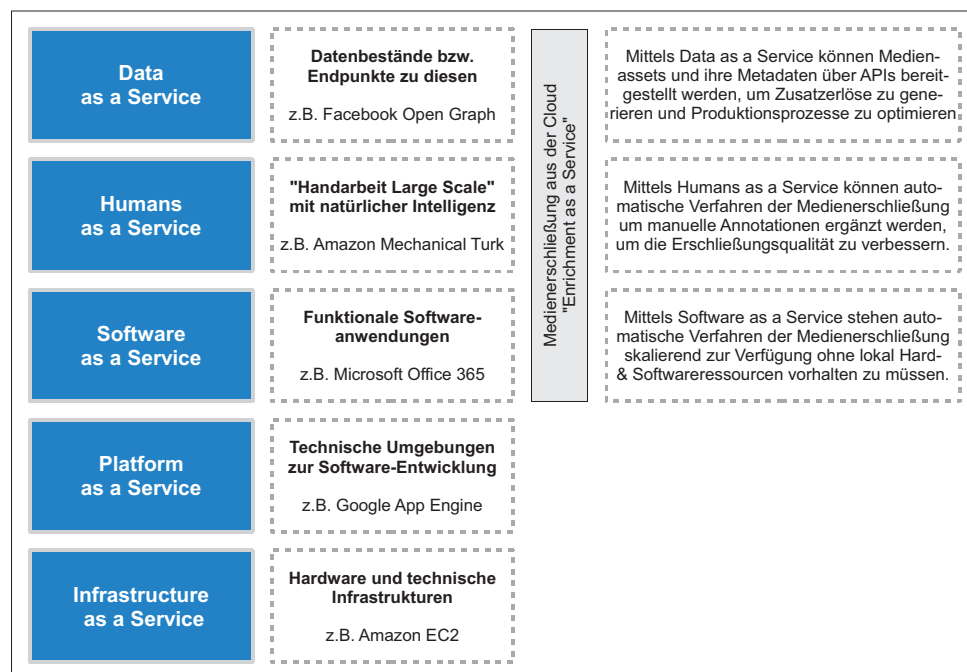 Data
as a Service
Datenbestände bzw.
Endpunkte zu diesen
z.B. Facebook Open Graph
Medienerschließung aus der Cloud
"Enrichment as a Service"
Mittels Data as a Service können Medien-
assets und ihre Metadaten über APIs bereit-
gestellt werden, um Zusatzerlöse zu gene-
rieren und Produktionsprozesse zu optimieren
Humans
as a Service
"Handarbeit Large Scale"
mit natürlicher Intelligenz
z.B. Amazon Mechanical Turk
Mittels Humans as a Service können auto-
matische Verfahren der Medienerschließung
um manuelle Annotationen ergänzt werden,
um die Erschließungsqualität zu verbessern.
Software
as a Service
Funktionale Software-
anwendungen
z.B. Microsoft Office 365
Mittels Software as a Service stehen auto-
matische Verfahren der Medienerschließung
skalierend zur Verfügung ohne lokal Hard-
& Softwareressourcen vorhalten zu müssen.
Platform
as a Service
Technische Umgebungen
zur Software-Entwicklung
z.B. Google App Engine
Infrastructure
as a Service
Hardware und technische
Infrastrukturen
z.B. Amazon EC2